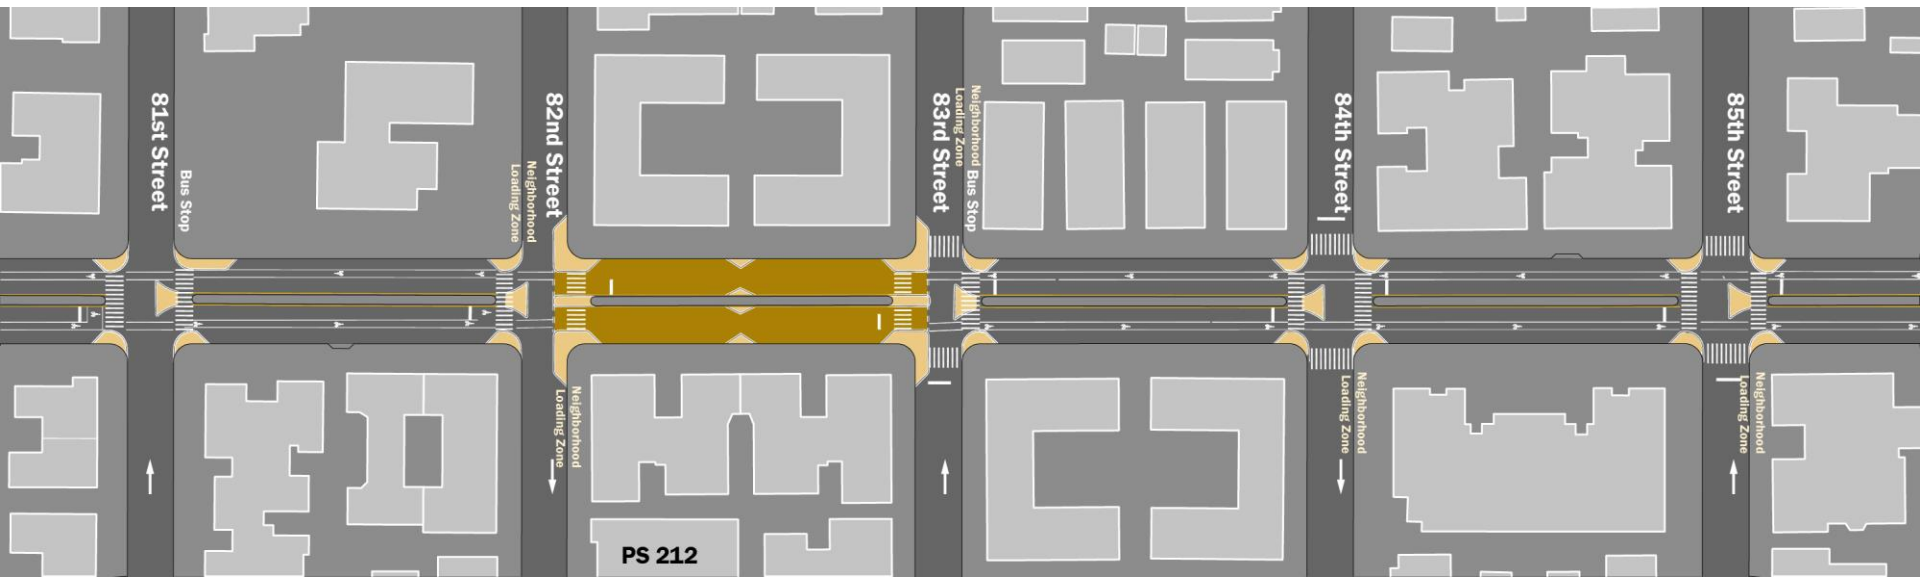 81st Street
Bus Stop
Neighborhood
Loading Zone
82nd Street
83rd Street
Neighborhood
Loading Zone
Bus Stop
84th Street
85th Street
Neighborhood
Loading Zone
Neighborhood
Loading Zone
Neighborhood
Loading Zone
PS 212